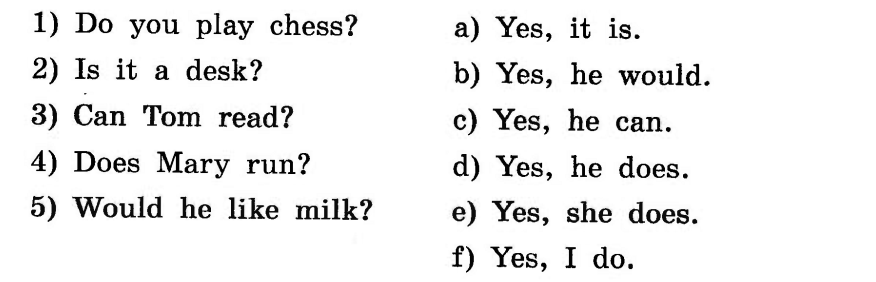 1) Do you play chess?
2) Is it a desk?
3) Can Tom read?
4) Does Mary run?
5) Would he like milk?
a) Yes, it is.
b) Yes, he would.
c) Yes, he can.
d) Yes, he does.
e) Yes, she does.
f) Yes, I do.